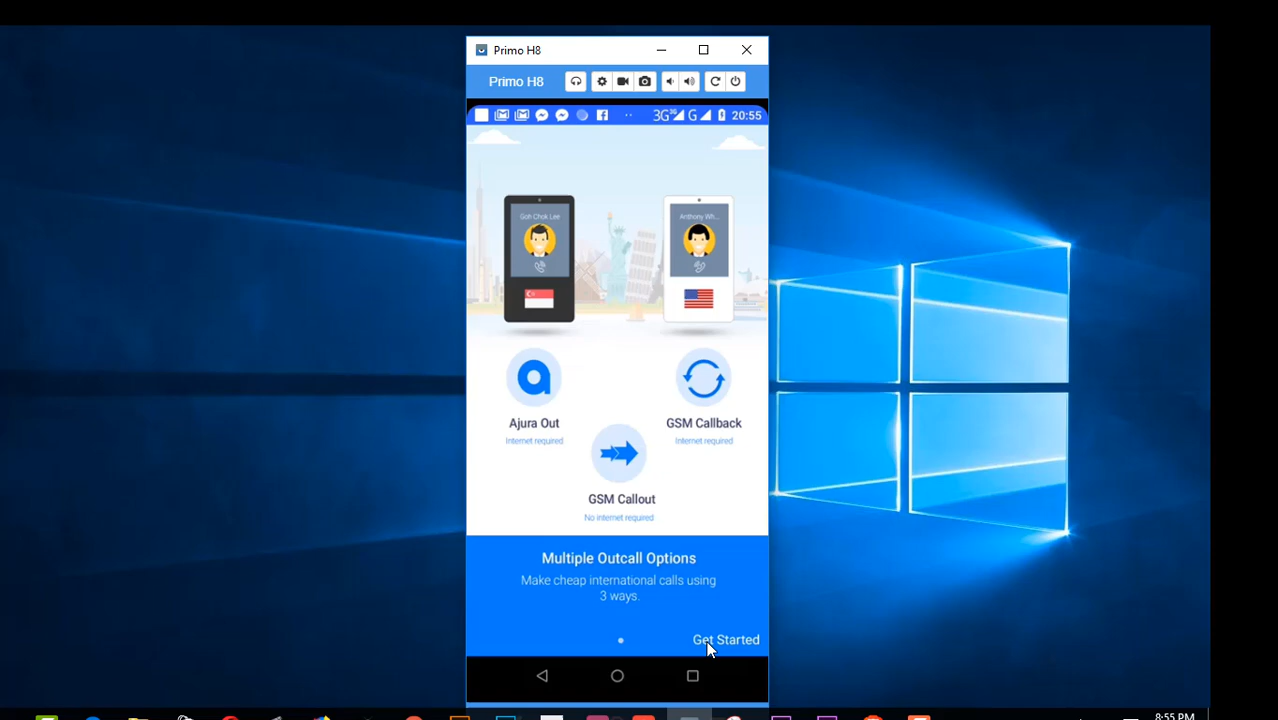 Primo H8
Primo H8
3G G 20:55
Goh Chok Lee
Anthony Wh...
Ajura Out
Internet required
GSM Callback
Internet required
GSM Callout
No internet required
Multiple Outcall Options
Make cheap international calls using
3 ways.
Get Started
8:55 PM